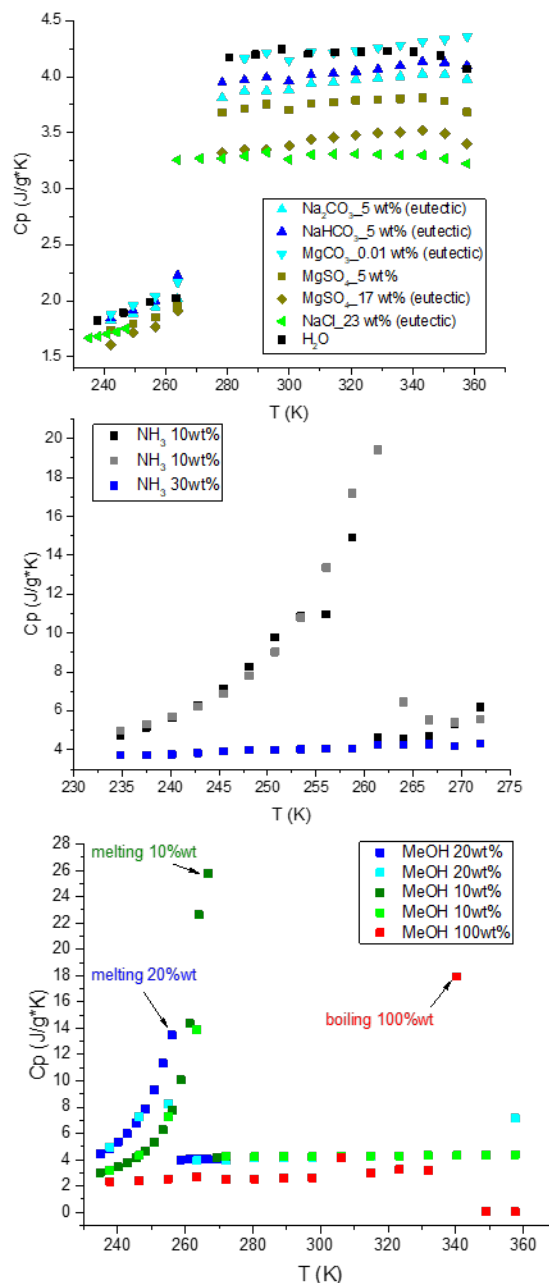 4.5
4.0
3.5
3.0
2.5
2.0
1.5
Cp (J/g*K)
Na₂CO₃_5 wt% (eutectic)
NaHCO₃_5 wt% (eutectic)
MgCO₃_0.01 wt% (eutectic)
MgSO₄_5 wt%
MgSO₄_17 wt% (eutectic)
NaCl_23 wt% (eutectic)
H₂O
240 260 280 300 320 340 360
T (K)
NH₃ 10wt%
NH₃ 10wt%
NH₃ 30wt%
20
18
16
14
12
10
8
6
4
Cp (J/g*K)
230 235 240 245 250 255 260 265 270 275
T (K)
28
26
24
22
20
18
16
14
12
10
8
6
4
2
0
Cp (J/g*K)
melting 10%wt
melting 20%wt
boiling 100%wt
MeOH 20wt%
MeOH 20wt%
MeOH 10wt%
MeOH 10wt%
MeOH 100wt%
240 260 280 300 320 340 360
T (K)